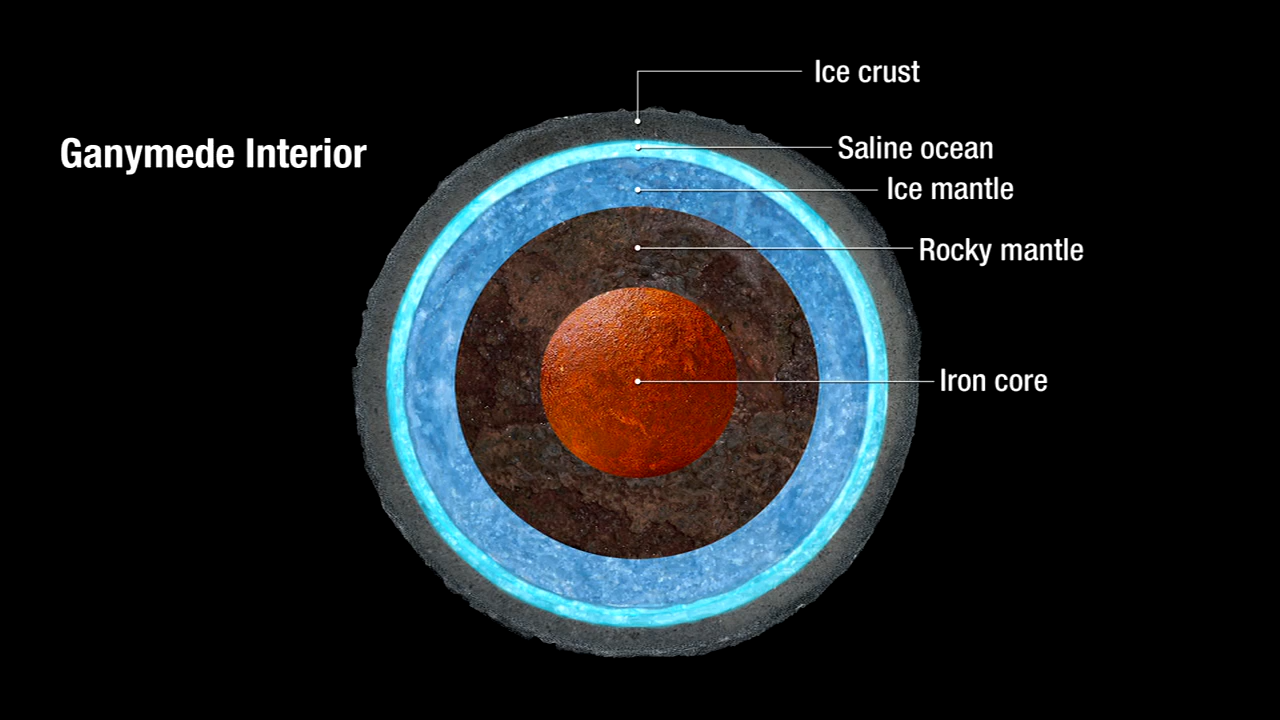 Ganymede Interior
Ice crust
Saline ocean
Ice mantle
Rocky mantle
Iron core